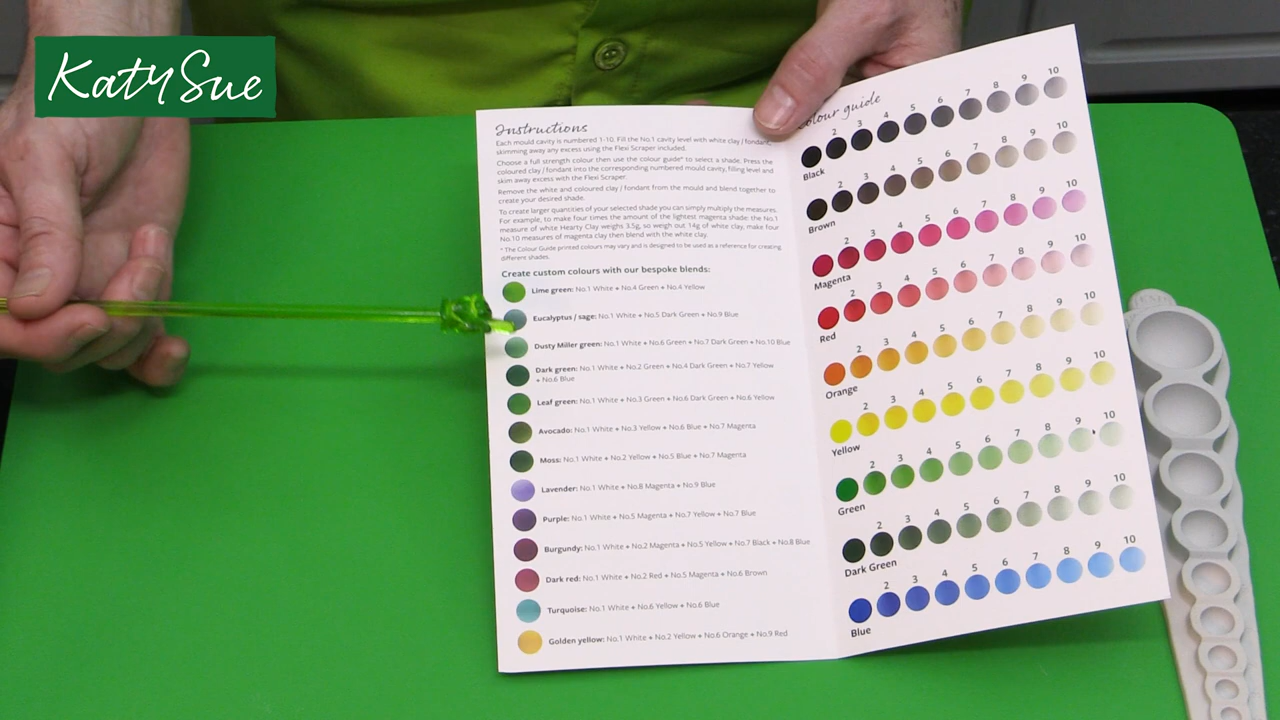 Katy Sue
Instructions
Each mould cavity is numbered 1-10. Fill the No.1 cavity level with white clay / fondant,
skimming away any excess using the Flexi Scraper included.
Choose a full strength colour then use the colour guide* to select a shade. Press the
coloured clay / fondant into the corresponding numbered mould cavity, filling level and
skim away excess with the Flexi Scraper.
Remove the white and coloured clay / fondant from the mould and blend together to
create your desired shade.
To create larger quantities of your selected shade you can simply multiply the measures.
For example, to make four times the amount of the lightest magenta shade: the No.1
measure of white Hearty Clay weighs 3.5g, so weigh out 14g of white clay, make four
No.10 measures of magenta clay then blend with the white clay.
* The Colour Guide printed colours may vary and is designed to be used as a reference for creating
different shades.
Create custom colours with our bespoke blends:
Lime green: No.1 White + No.4 Green + No.4 Yellow
Eucalyptus / sage: No.1 White + No.5 Dark Green + No.9 Blue
Dusty Miller green: No.1 White + No.6 Green + No.7 Dark Green + No.10 Blue
Dark green: No.1 White + No.2 Green + No.4 Dark Green + No.7 Yellow
+ No.6 Blue
Leaf green: No.1 White + No.3 Green + No.6 Dark Green + No.6 Yellow
Avocado: No.1 White + No.3 Yellow + No.6 Blue + No.7 Magenta
Moss: No.1 White + No.2 Yellow + No.5 Blue + No.7 Magenta
Lavender: No.1 White + No.8 Magenta + No.9 Blue
Purple: No.1 White + No.5 Magenta + No.7 Yellow + No.7 Blue
Burgundy: No.1 White + No.2 Magenta + No.5 Yellow + No.7 Black + No.8 Blue
Dark red: No.1 White + No.2 Red + No.5 Magenta + No.6 Brown
Turquoise: No.1 White + No.6 Yellow + No.6 Blue
Golden yellow: No.1 White + No.2 Yellow + No.6 Orange + No.9 Red
Colour guide
2 3 4 5 6 7 8 9 10
Black
2 3 4 5 6 7 8 9 10
Brown
2 3 4 5 6 7 8 9 10
Magenta
2 3 4 5 6 7 8 9 10
Red
2 3 4 5 6 7 8 9 10
Orange
2 3 4 5 6 7 8 9 10
Yellow
2 3 4 5 6 7 8 9 10
Green
2 3 4 5 6 7 8 9 10
Dark Green
2 3 4 5 6 7 8 9 10
Blue